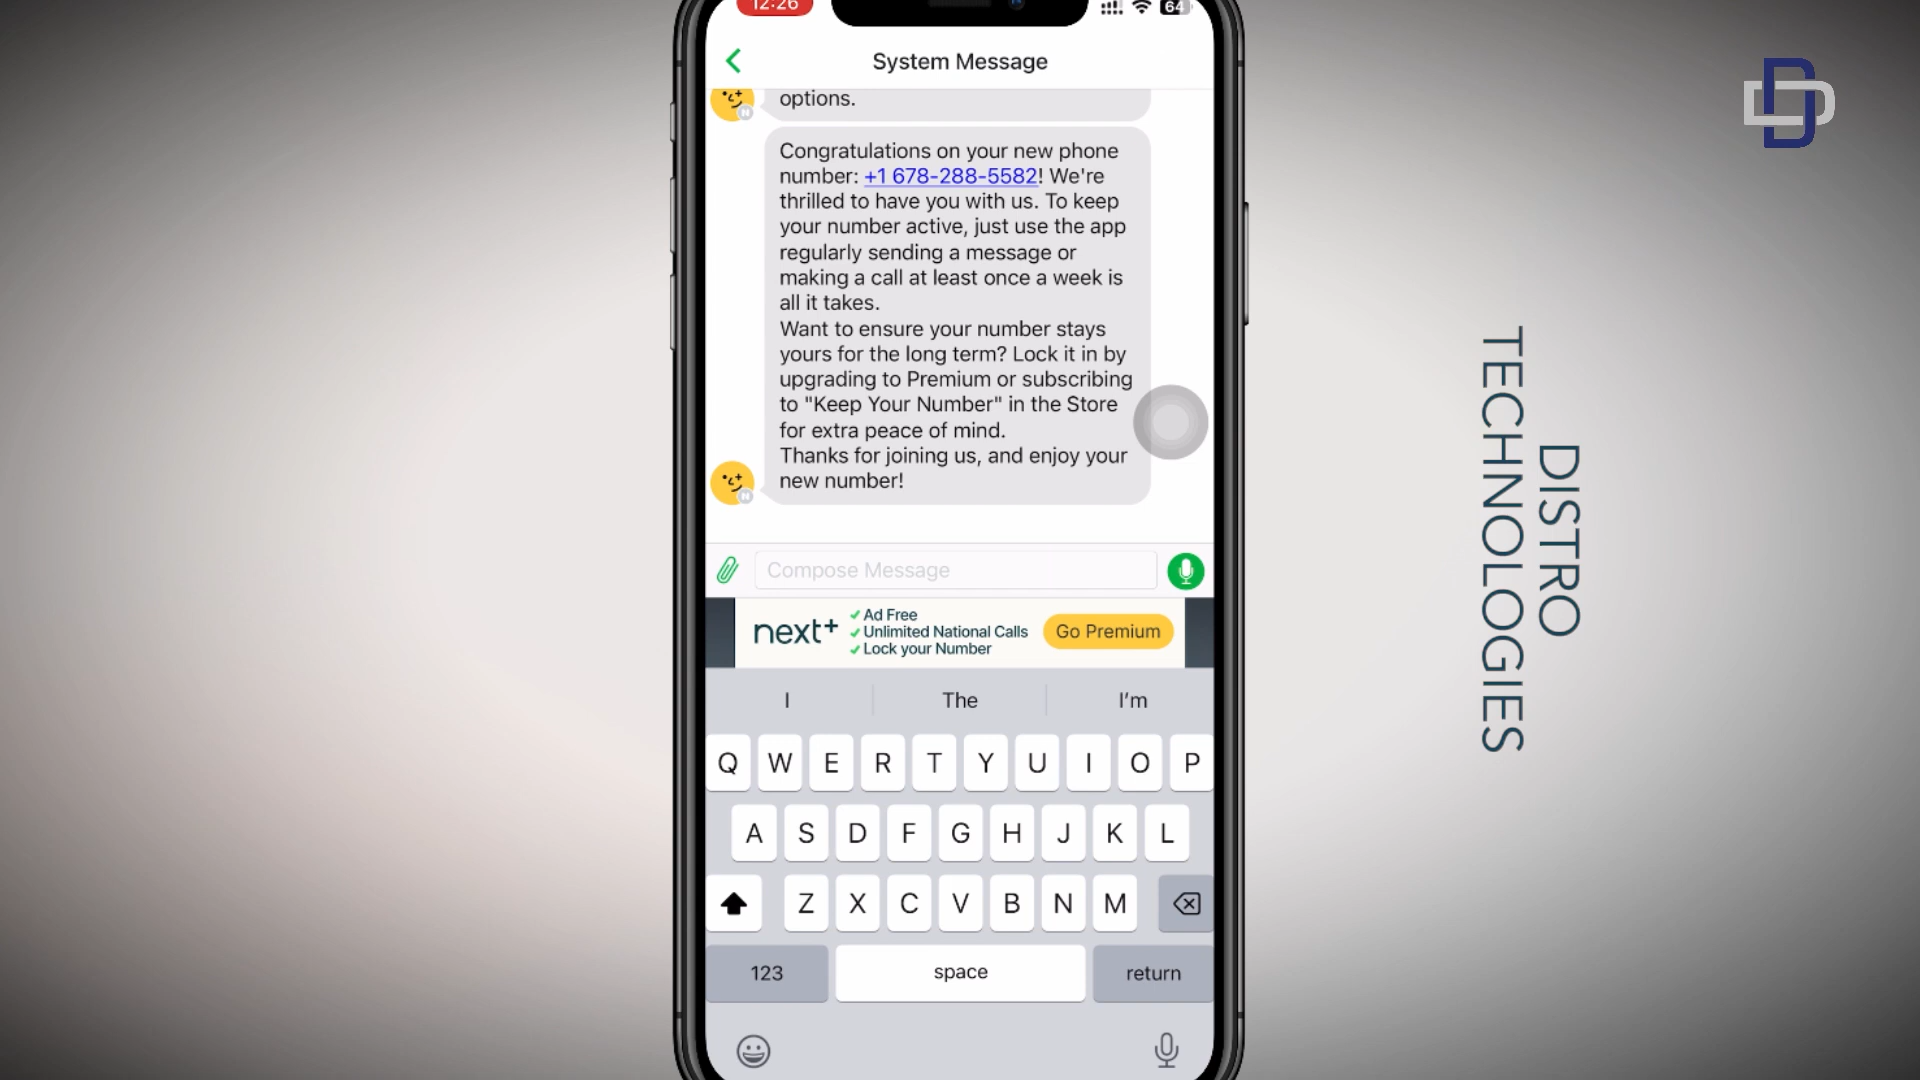 12:26
64
System Message
options.
Congratulations on your new phone
number: +1 678-288-5582! We're
thrilled to have you with us. To keep
your number active, just use the app
regularly sending a message or
making a call at least once a week is
all it takes.
Want to ensure your number stays
yours for the long term? Lock it in by
upgrading to Premium or subscribing
to "Keep Your Number" in the Store
for extra peace of mind.
Thanks for joining us, and enjoy your
new number!
Compose Message
next+
Ad Free
Unlimited National Calls
Lock your Number
Go Premium
I The I'm
Q W E R T Y U I O P
A S D F G H J K L
Z X C V B N M
123 space return
DISTRO
TECHNOLOGIES